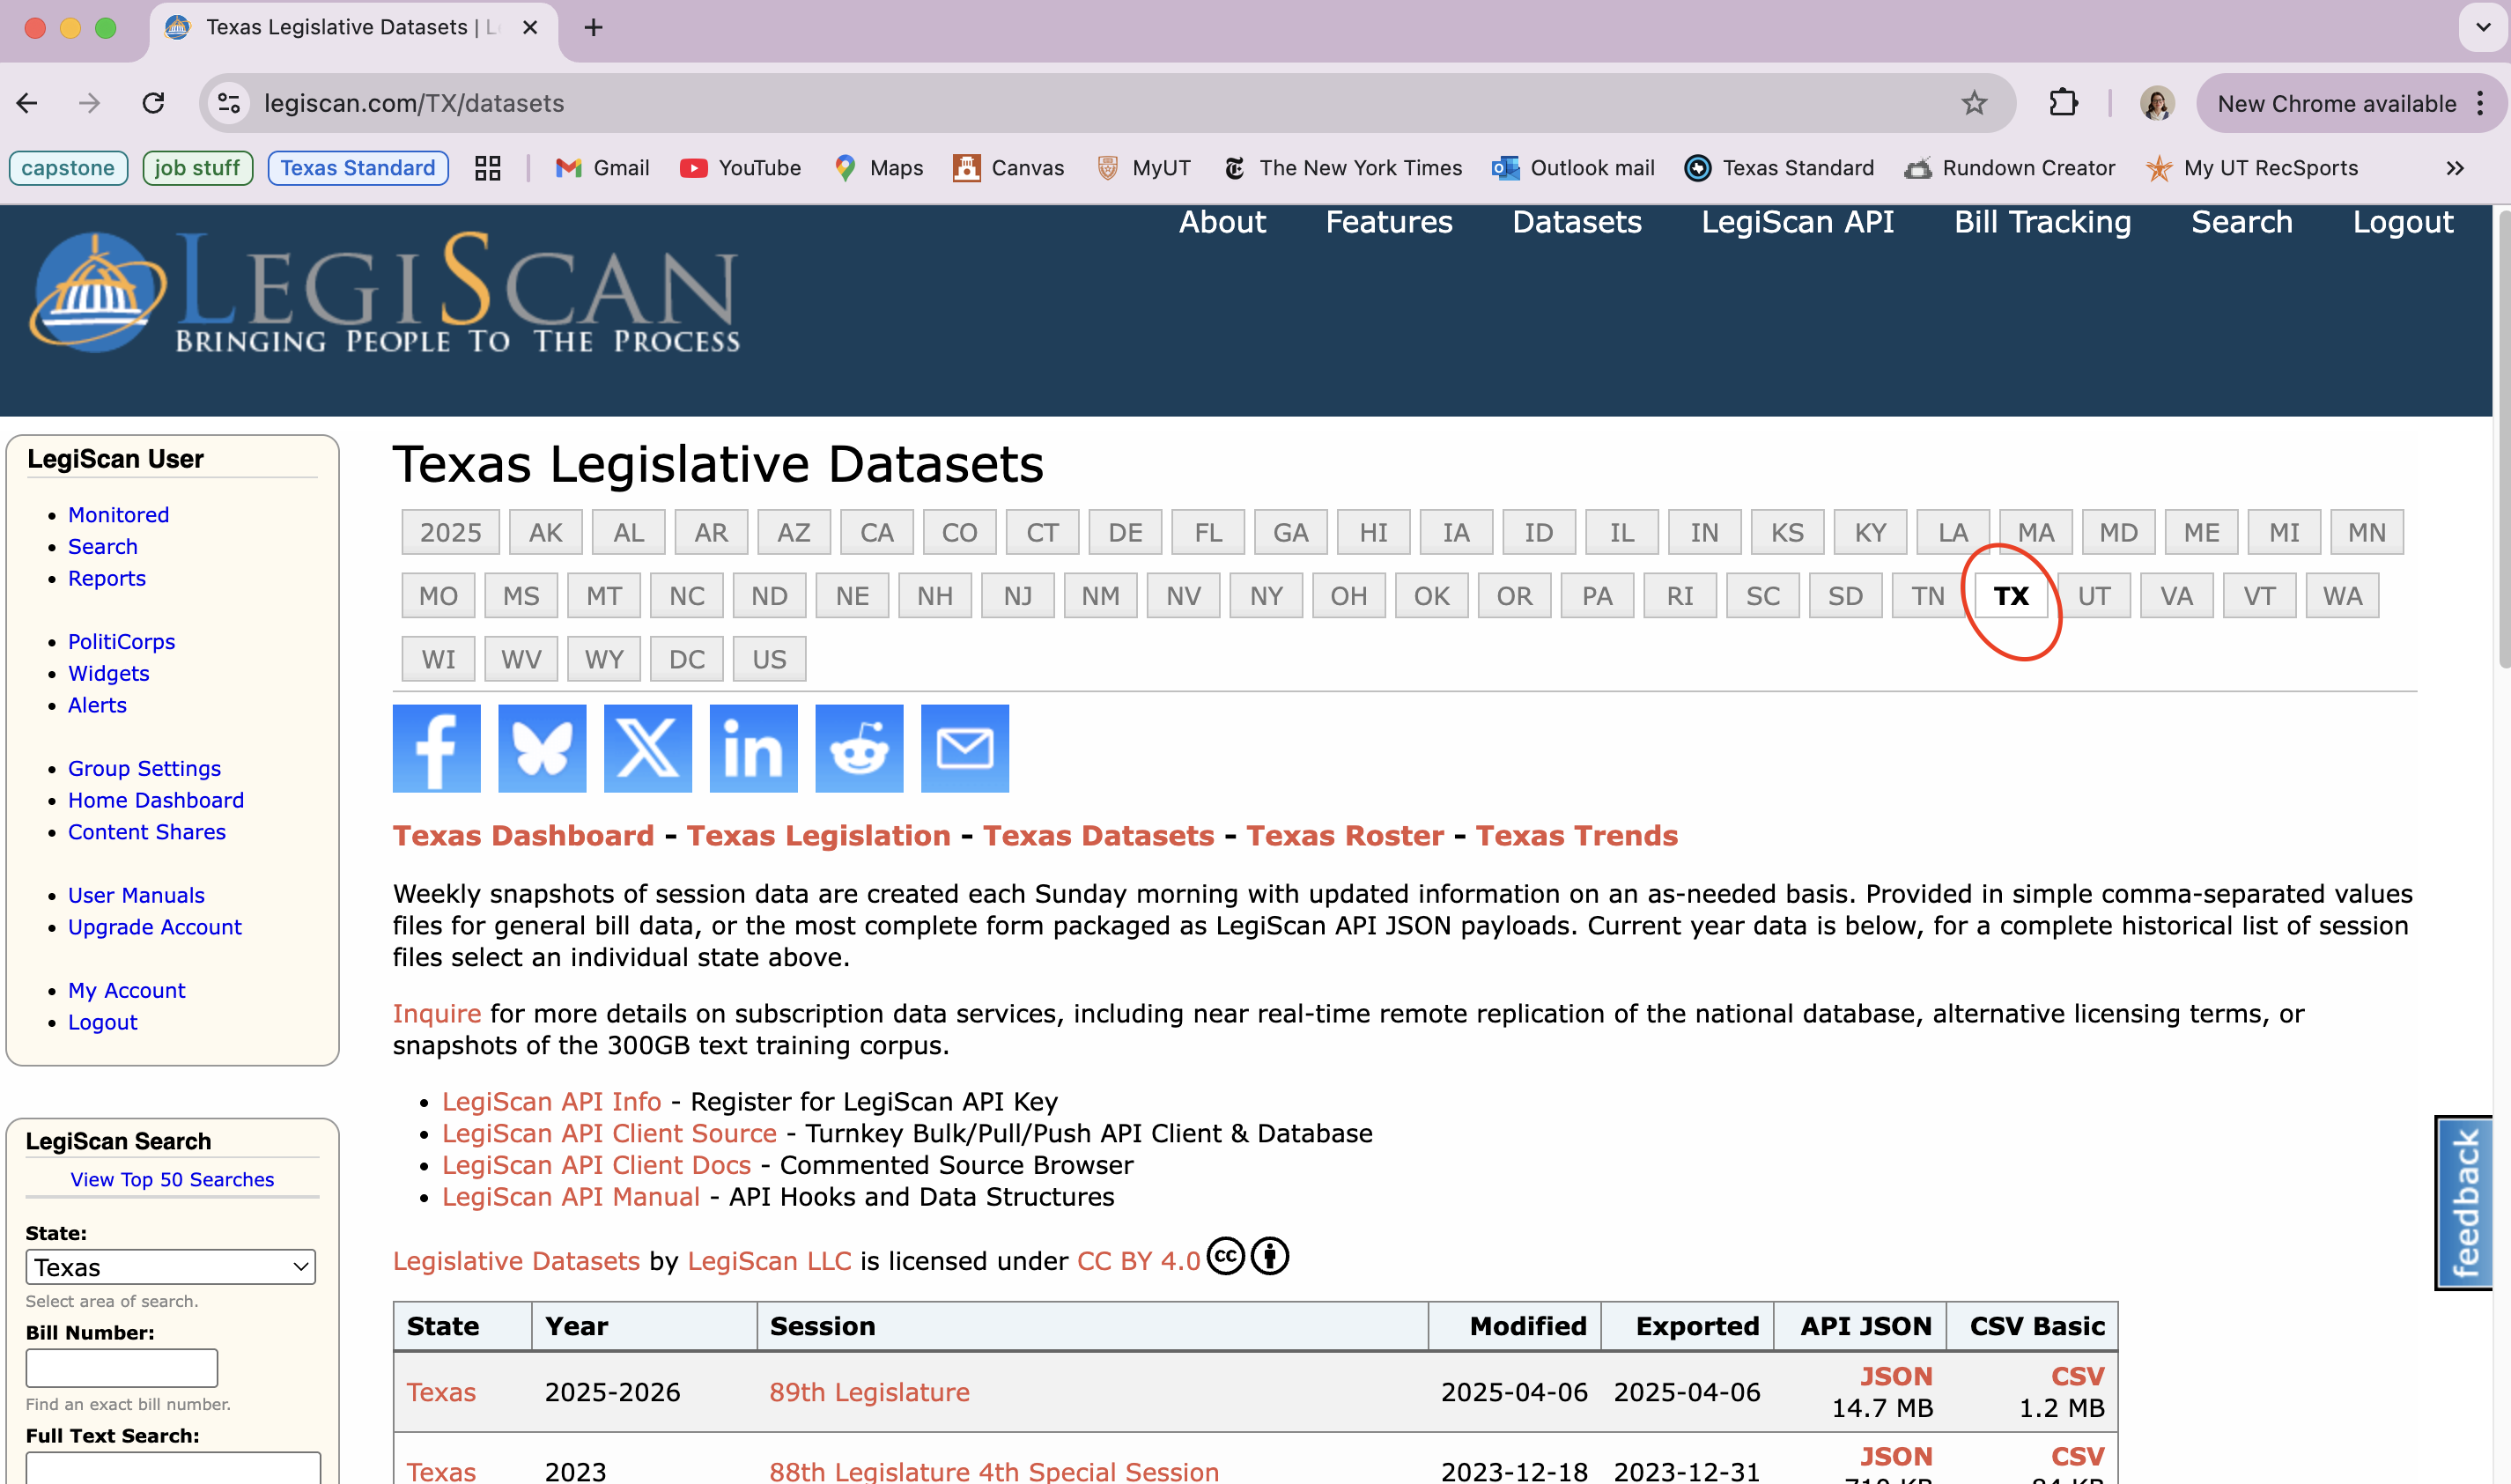 Texas Legislative Datasets | L
legiscan.com/TX/datasets
New Chrome available
capstone
job stuff
Texas Standard
Gmail
YouTube
Maps
Canvas
MyUT
The New York Times
Outlook mail
Texas Standard
Rundown Creator
My UT RecSports
About Features Datasets LegiScan API Bill Tracking Search Logout
LEGISCAN
BRINGING PEOPLE TO THE PROCESS
LegiScan User
Monitored
Search
Reports
PolitiCorps
Widgets
Alerts
Group Settings
Home Dashboard
Content Shares
User Manuals
Upgrade Account
My Account
Logout
LegiScan Search
View Top 50 Searches
State:
Texas
Select area of search.
Bill Number:
Find an exact bill number.
Full Text Search:
Texas Legislative Datasets
2025 AK AL AR AZ CA CO CT DE FL GA HI IA ID IL IN KS KY LA MA MD ME MI MN
MO MS MT NC ND NE NH NJ NM NV NY OH OK OR PA RI SC SD TN TX UT VA VT WA
WI WV WY DC US
Texas Dashboard - Texas Legislation - Texas Datasets - Texas Roster - Texas Trends
Weekly snapshots of session data are created each Sunday morning with updated information on an as-needed basis. Provided in simple comma-separated values
files for general bill data, or the most complete form packaged as LegiScan API JSON payloads. Current year data is below, for a complete historical list of session
files select an individual state above.
Inquire for more details on subscription data services, including near real-time remote replication of the national database, alternative licensing terms, or
snapshots of the 300GB text training corpus.
LegiScan API Info - Register for LegiScan API Key
LegiScan API Client Source - Turnkey Bulk/Pull/Push API Client & Database
LegiScan API Client Docs - Commented Source Browser
LegiScan API Manual - API Hooks and Data Structures
Legislative Datasets by LegiScan LLC is licensed under CC BY 4.0
State Year Session Modified Exported API JSON CSV Basic
Texas 2025-2026 89th Legislature 2025-04-06 2025-04-06 JSON CSV
14.7 MB 1.2 MB
Texas 2023 88th Legislature 4th Special Session 2023-12-18 2023-12-31 JSON CSV
feedback